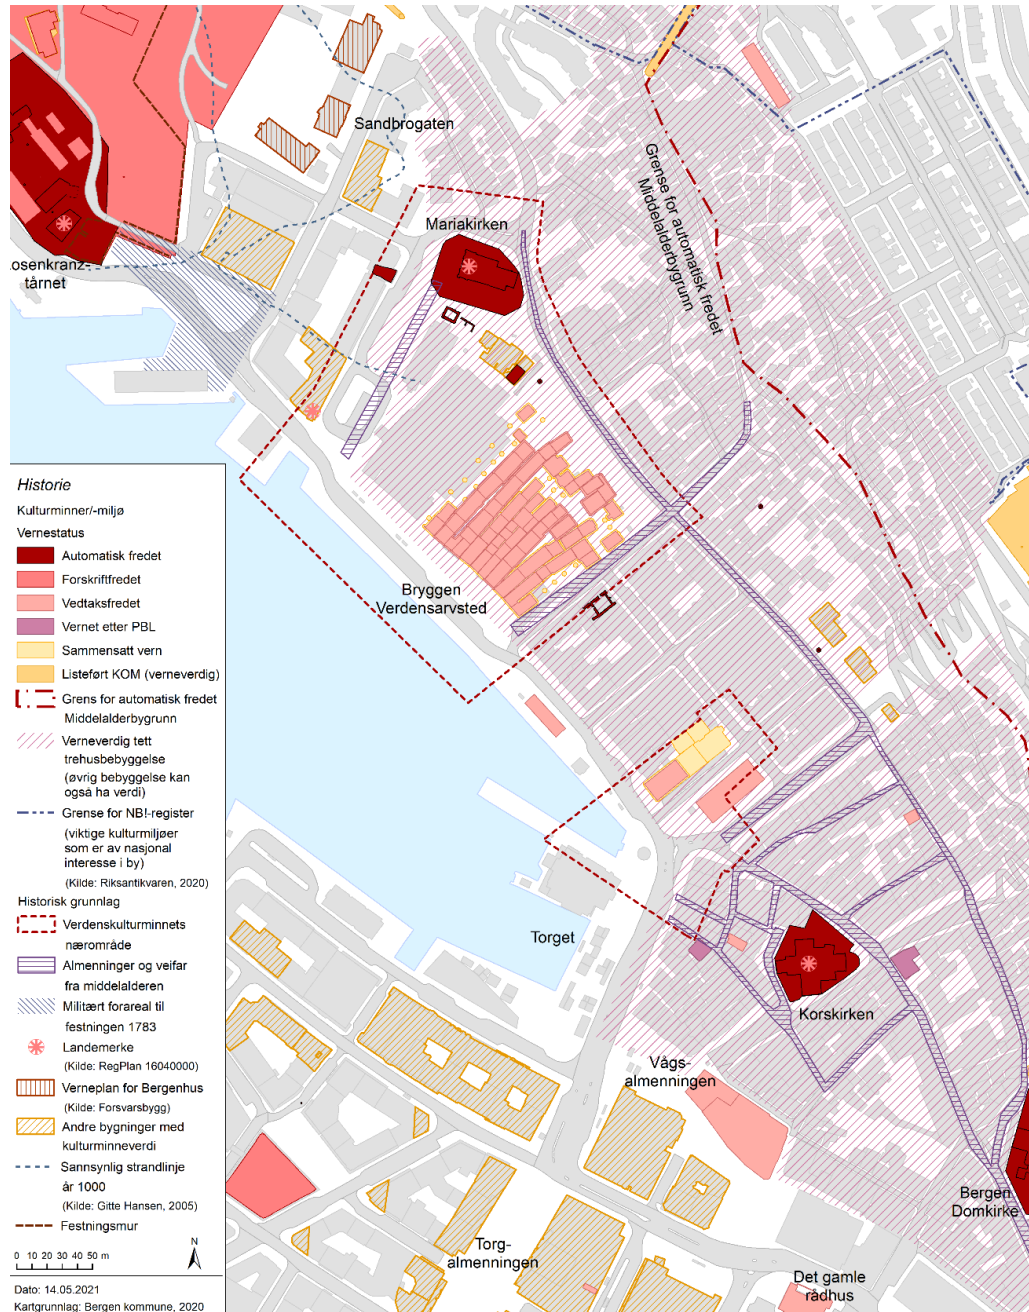 Sandbrogaten
Grense for automatisk fredet
Middelalderbygrunn
Mariakirken
tårnet
Bryggen
Verdensarvsted
Torget
Korskirken
Vågs-
almenningen
Bergen
Domkirke
Torg-
almenningen
Det gamle
rådhus
Historie
Kulturminner/-miljø
Vernestatus
Automatisk fredet
Forskriftfredet
Vedtaksfredet
Vernet etter PBL
Sammensatt vern
Listeført KOM (verneverdig)
Grens for automatisk fredet
Middelalderbygrunn
Verneverdig tett
trehusbebyggelse
(øvrig bebyggelse kan
også ha verdi)
Grense for NB!-register
(viktige kulturmiljøer
som er av nasjonal
interesse i by)
(Kilde: Riksantikvaren, 2020)
Historisk grunnlag
Verdenskulturminnets
nærområde
Almenninger og veifar
fra middelalderen
Militært forareal til
festningen 1783
Landemerke
(Kilde: RegPlan 16040000)
Verneplan for Bergenhus
(Kilde: Forsvarsbygg)
Andre bygninger med
kulturminneverdi
Sannsynlig strandlinje
år 1000
(Kilde: Gitte Hansen, 2005)
Festningsmur
0 10 20 30 40 50 m
N
Dato: 14.05.2021
Kartgrunnlag: Bergen kommune, 2020